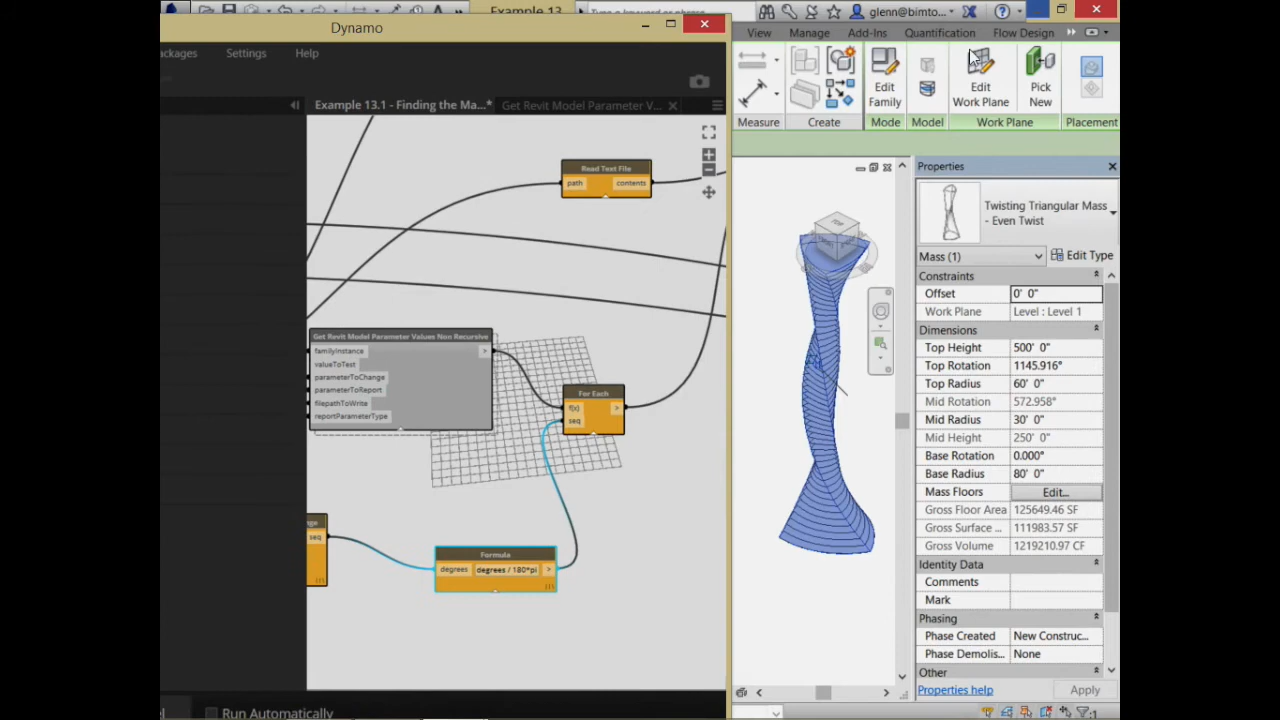 Example 13
glenn@bimto...
Dynamo
ackages
Settings
Help
View
Manage
Add-Ins
Quantification
Flow Design
Edit
Family
Edit
Work Plane
Pick
New
Measure
Create
Mode
Model
Work Plane
Placement
Example 13.1 - Finding the Ma...*
Get Revit Model Parameter V...
Read Text File
path
contents
Get Revit Model Parameter Values Non Recursive
familyInstance
>
valueToTest
parameterToChange
parameterToReport
filepathToWrite
reportParameterType
For Each
f(x)
>
seq
nge
seq
Formula
degrees
degrees / 180*pi
>
Run Automatically
TOP
Properties
Twisting Triangular Mass
- Even Twist
Mass (1)
Edit Type
Constraints
Offset 0' 0"
Work Plane Level : Level 1
Dimensions
Top Height 500' 0"
Top Rotation 1145.916°
Top Radius 60' 0"
Mid Rotation 572.958°
Mid Radius 30' 0"
Mid Height 250' 0"
Base Rotation 0.000°
Base Radius 80' 0"
Mass Floors Edit...
Gross Floor Area 125649.46 SF
Gross Surface ... 111983.57 SF
Gross Volume 1219210.97 CF
Identity Data
Comments
Mark
Phasing
Phase Created New Construc...
Phase Demolis... None
Other
Properties help
Apply
:1